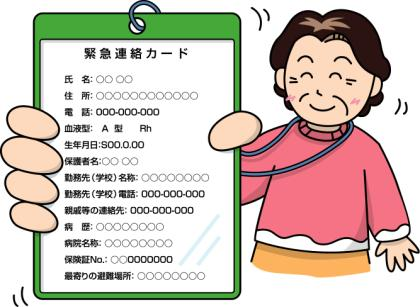 緊急連絡カード
氏　名：○○ ○○
住　所：○○○○○○○○○○○○
電　話：000-000-000
血液型：　A　型　　Rh
生年月日:S00.0.00
保護者名:○○ ○○
勤務先(学校)名称：○○○○○○○○
勤務先(学校)電話：000-000-000
親戚等の連絡先：000-000-000
病　歴：○○○○○○○○
病院名称：○○○○○○○○
保険証No.：○○0000000
最寄りの避難場所：○○○○○○○○